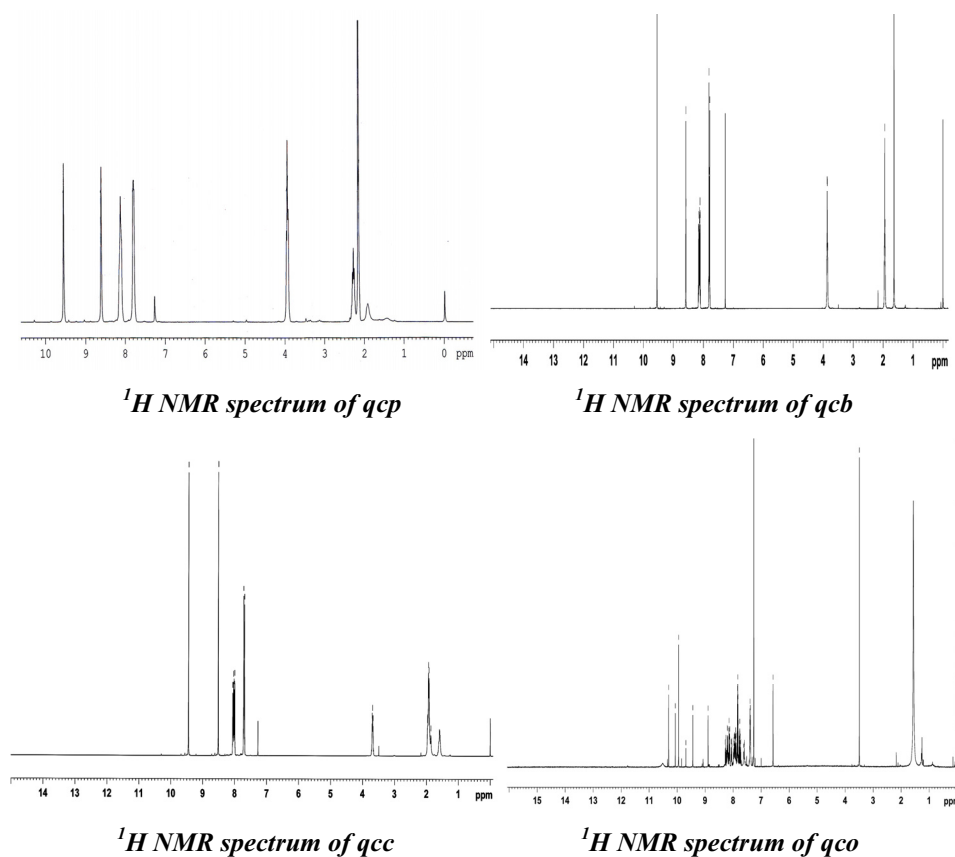 10 9 8 7 6 5 4 3 2 1 0 ppm
¹H NMR spectrum of qcp
14 13 12 11 10 9 8 7 6 5 4 3 2 1 ppm
¹H NMR spectrum of qcb
14 13 12 11 10 9 8 7 6 5 4 3 2 1 ppm
¹H NMR spectrum of qcc
15 14 13 12 11 10 9 8 7 6 5 4 3 2 1 ppm
¹H NMR spectrum of qco